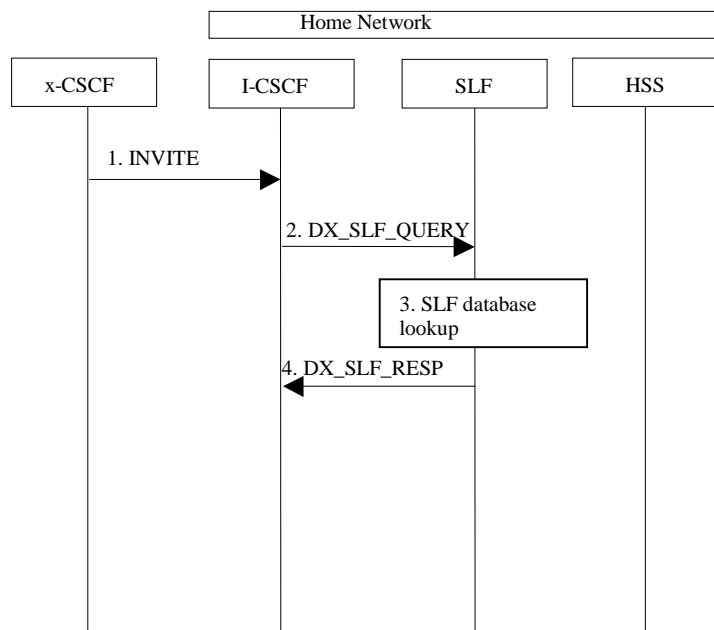 Home Network
x-CSCF
I-CSCF
SLF
HSS
1. INVITE
2. DX_SLF_QUERY
3. SLF database
lookup
4. DX_SLF_RESP